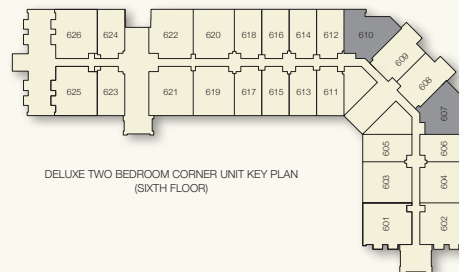 626 624 622 620 618 616 614 612 610
609
608
625 623 621 619 617 615 613 611
607
605 606
603 604
601 602
DELUXE TWO BEDROOM CORNER UNIT KEY PLAN
(SIXTH FLOOR)